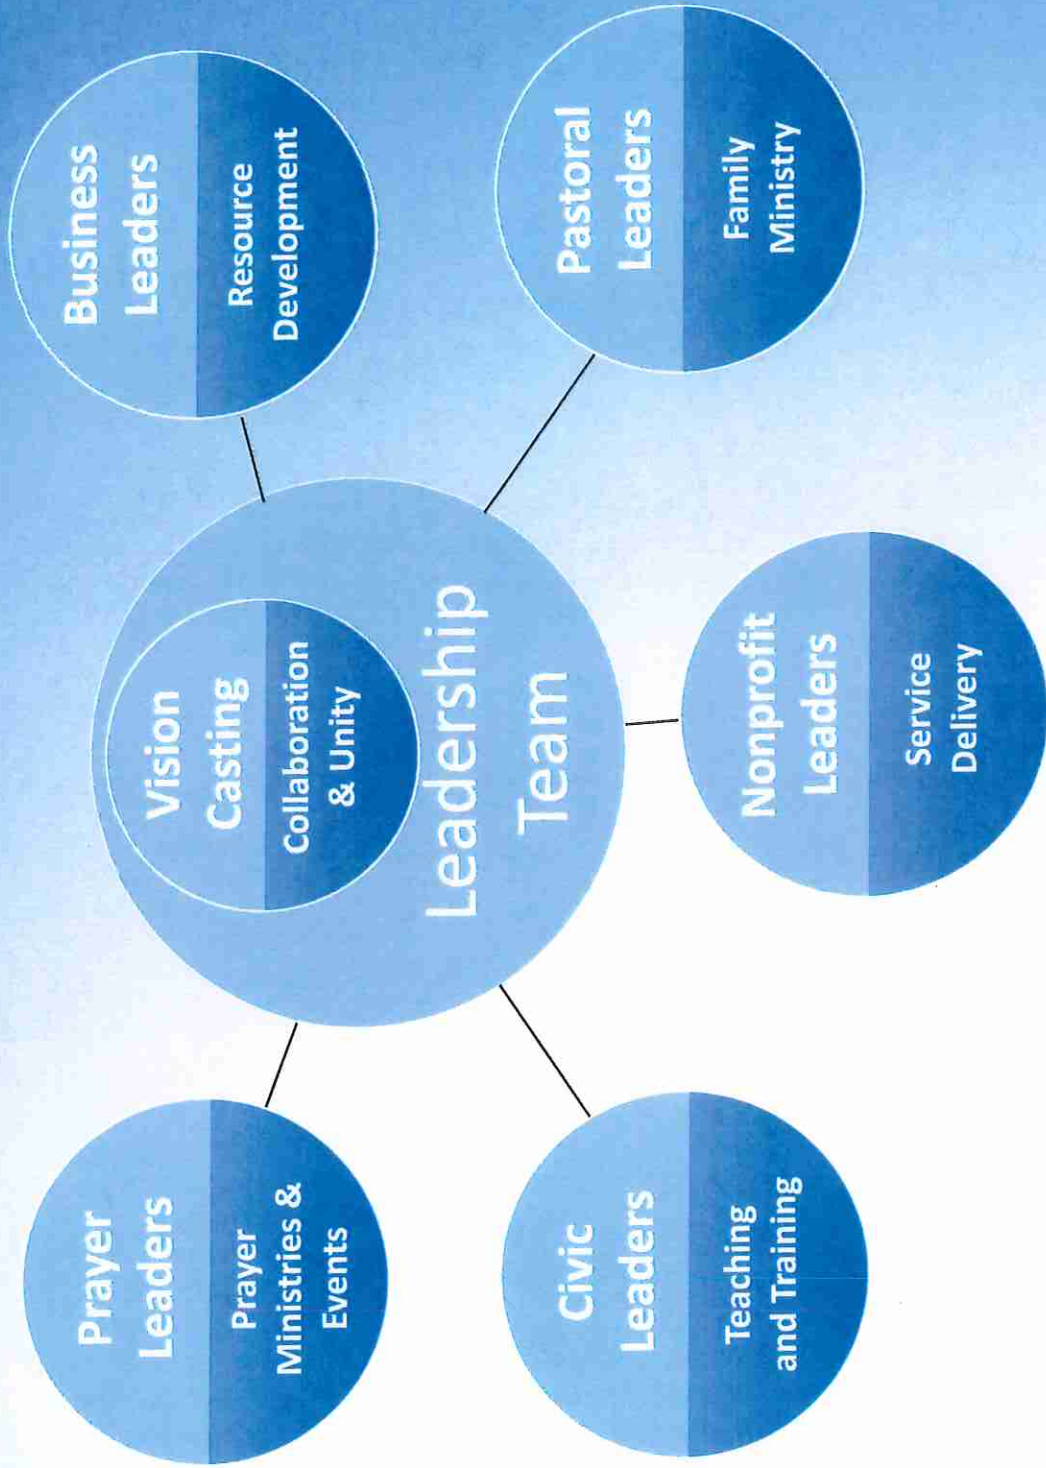 Prayer
Leaders
Prayer
Ministries &
Events
Vision
Casting
Collaboration
& Unity
Leadership
Team
Business
Leaders
Resource
Development
Civic
Leaders
Teaching
and Training
Nonprofit
Leaders
Service
Delivery
Pastoral
Leaders
Family
Ministry